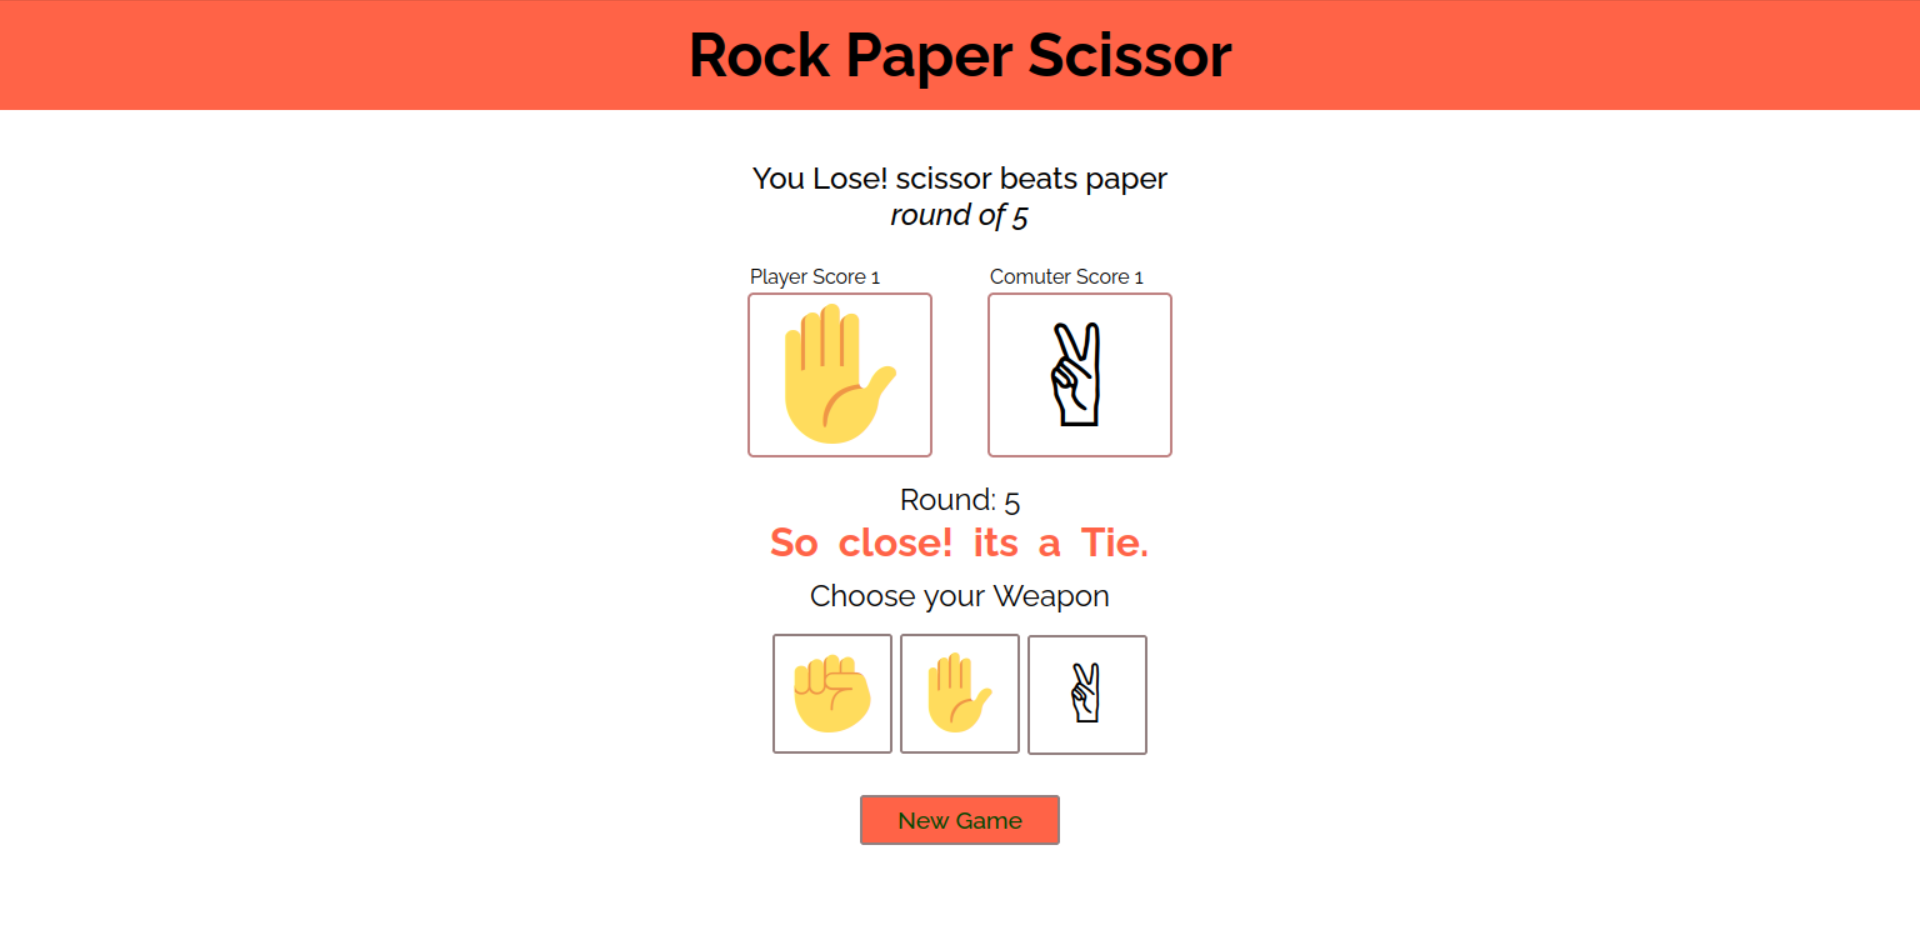 Rock Paper Scissor
You Lose! scissor beats paper
round of 5
Player Score 1
Comuter Score 1
Round: 5
So close! its a Tie.
Choose your Weapon
New Game